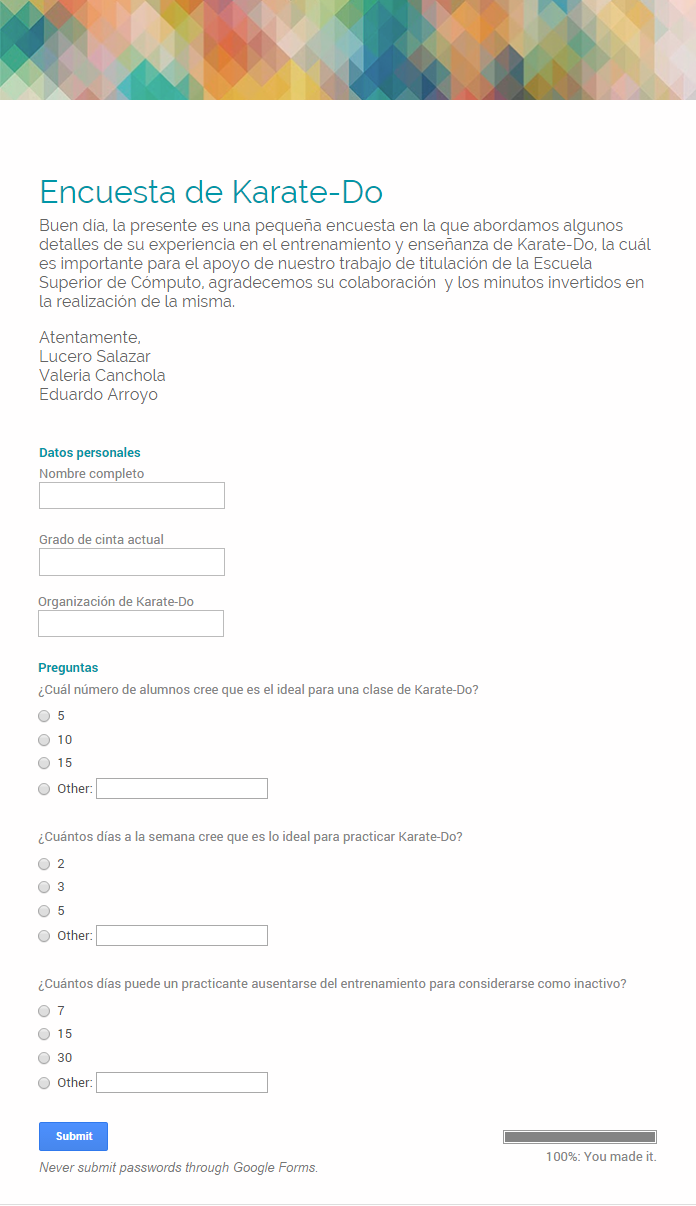 Encuesta de Karate-Do
Buen día, la presente es una pequeña encuesta en la que abordamos algunos
detalles de su experiencia en el entrenamiento y enseñanza de Karate-Do, la cuál
es importante para el apoyo de nuestro trabajo de titulación de la Escuela
Superior de Cómputo, agradecemos su colaboración  y los minutos invertidos en
la realización de la misma.
Atentamente,
Lucero Salazar
Valeria Canchola
Eduardo Arroyo
Datos personales
Nombre completo
Grado de cinta actual
Organización de Karate-Do
Preguntas
¿Cuál número de alumnos cree que es el ideal para una clase de Karate-Do?
5
10
15
Other:
¿Cuántos días a la semana cree que es lo ideal para practicar Karate-Do?
2
3
5
Other:
¿Cuántos días puede un practicante ausentarse del entrenamiento para considerarse como inactivo?
7
15
30
Other:
Submit
100%: You made it.
Never submit passwords through Google Forms.